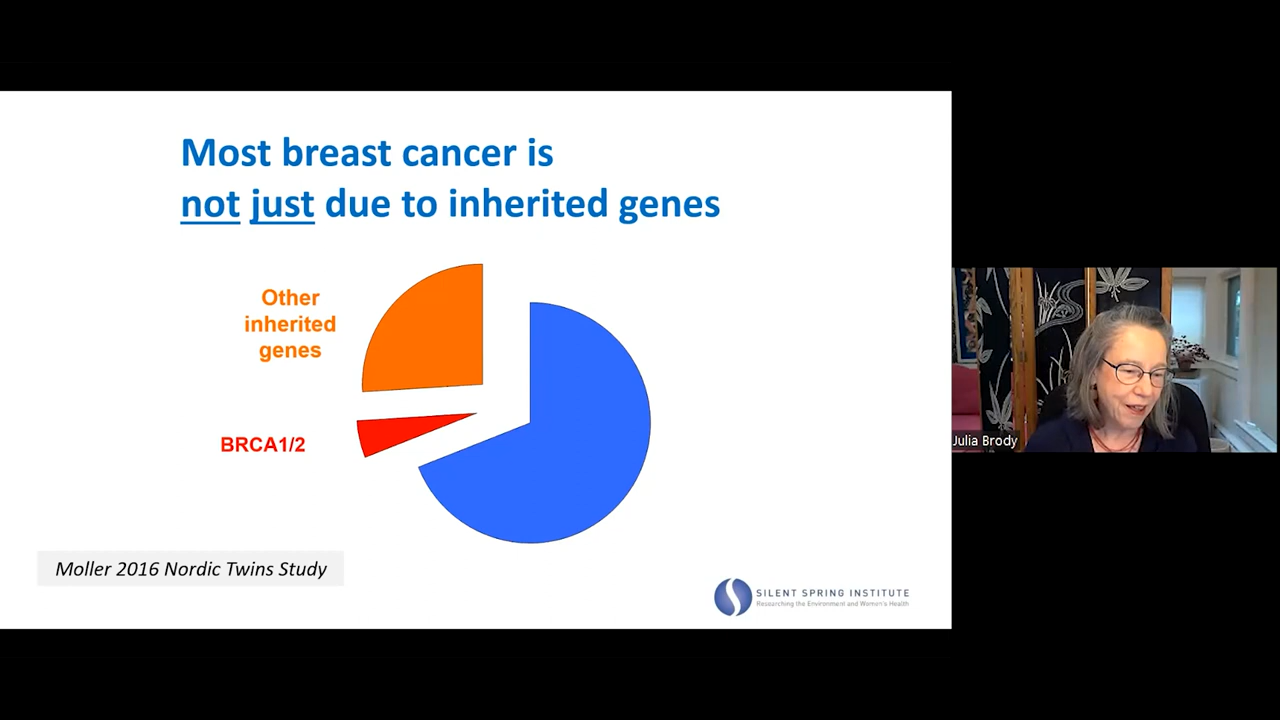 Most breast cancer is
not just due to inherited genes
Other
inherited
genes
BRCA1/2
Moller 2016 Nordic Twins Study
SILENT SPRING INSTITUTE
Researching the Environment and Women's Health
Julia Brody